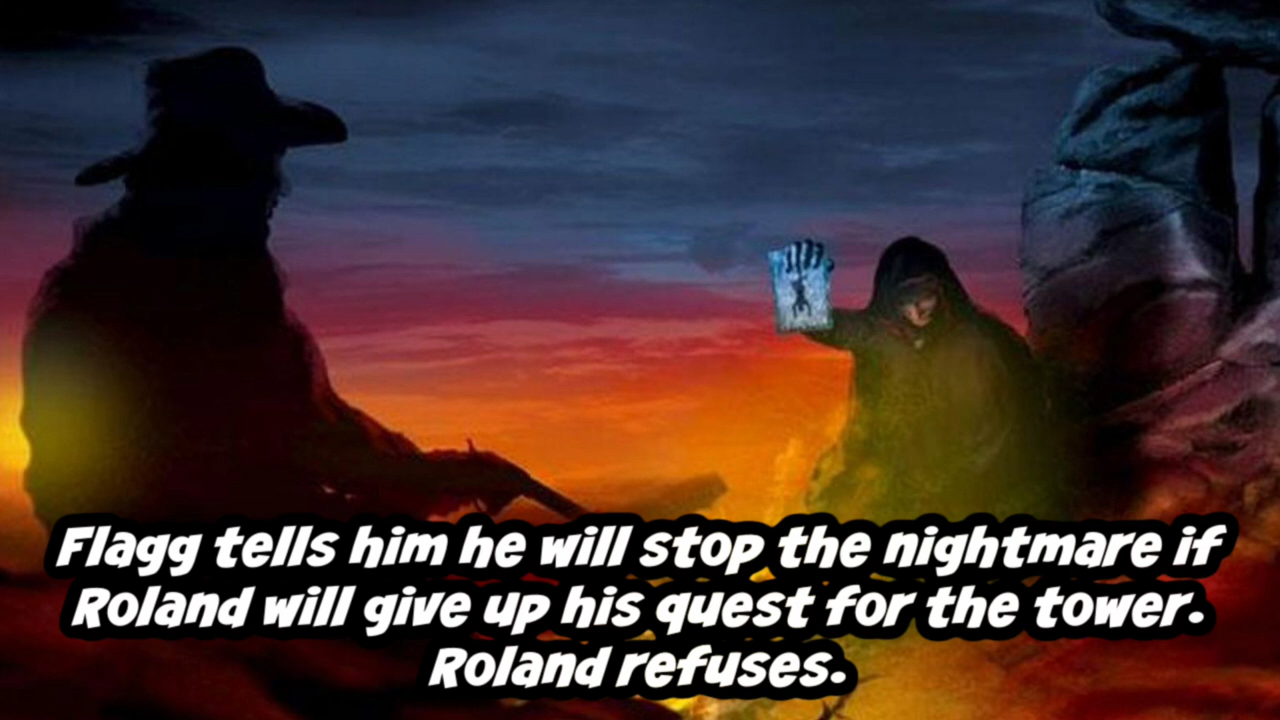 Flagg tells him he will stop the nightmare if
Roland will give up his quest for the tower.
Roland refuses.